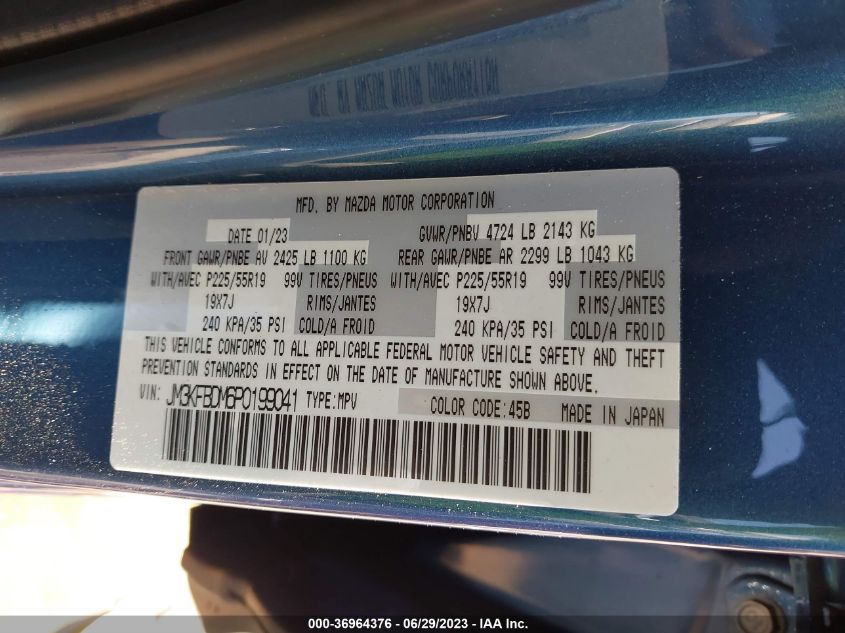 MFD. BY MAZDA MOTOR CORPORATION
DATE 01/23 GVWR/PNBV 4724 LB 2143 KG
FRONT GAWR/PNBE AV 2425 LB 1100 KG REAR GAWR/PNBE AR 2299 LB 1043 KG
WITH/AVEC P225/55R19 99V TIRES/PNEUS WITH/AVEC P225/55R19 99V TIRES/PNEUS
19X7J RIMS/JANTES 19X7J RIMS/JANTES
240 KPA/35 PSI COLD/A FROID 240 KPA/35 PSI COLD/A FROID
THIS VEHICLE CONFORMS TO ALL APPLICABLE FEDERAL MOTOR VEHICLE SAFETY AND THEFT
PREVENTION STANDARDS IN EFFECT ON THE DATE OF MANUFACTURE SHOWN ABOVE.
VIN: JM3KFBDM6P0199041 TYPE:MPV COLOR CODE:45B MADE IN JAPAN
000-36964376 / 06/29/2023 - IAA Inc.